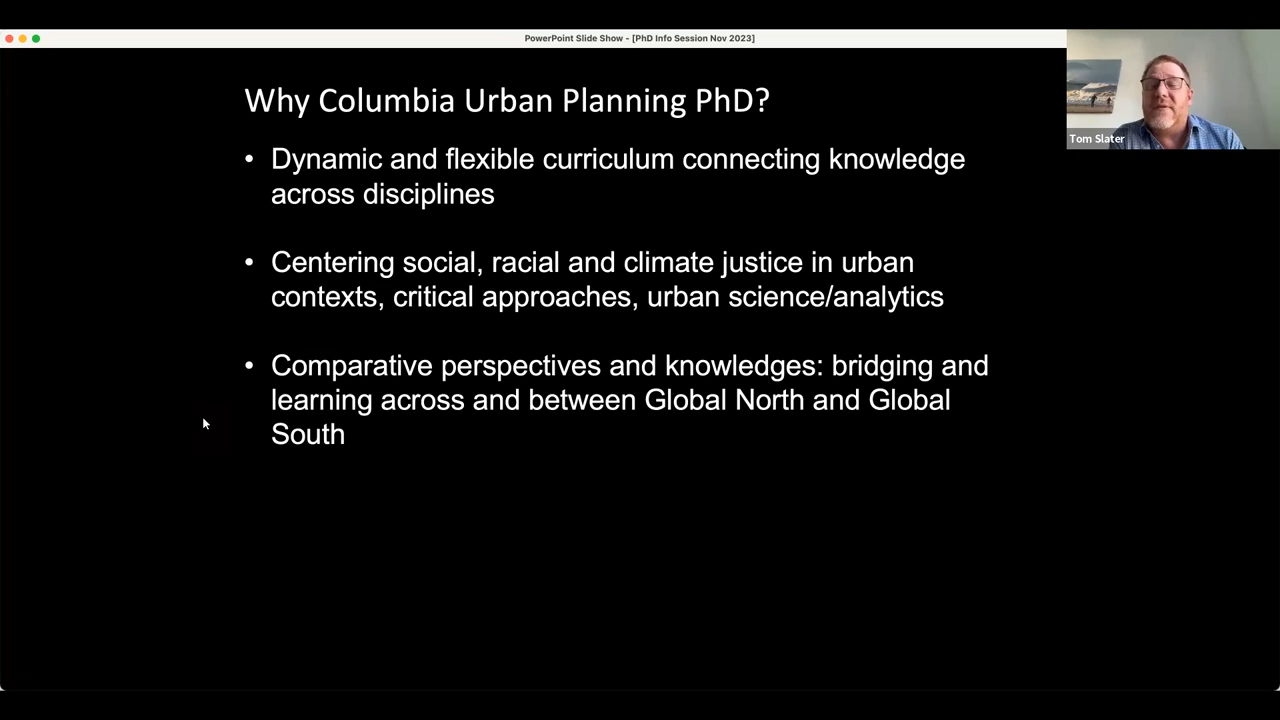 PowerPoint Slide Show - [PhD Info Session Nov 2023]
Why Columbia Urban Planning PhD?
• Dynamic and flexible curriculum connecting knowledge
across disciplines
• Centering social, racial and climate justice in urban
contexts, critical approaches, urban science/analytics
• Comparative perspectives and knowledges: bridging and
learning across and between Global North and Global
South
Tom Slater